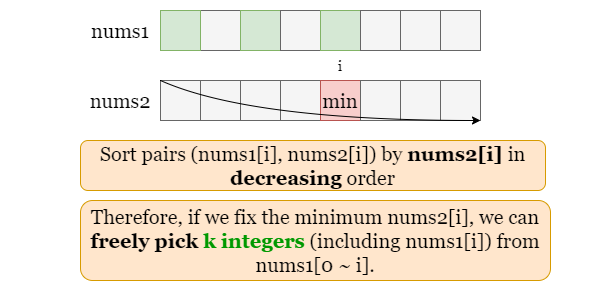 nums1
i
nums2
min
Sort pairs (nums1[i], nums2[i]) by nums2[i] in
decreasing order
Therefore, if we fix the minimum nums2[i], we can
freely pick k integers (including nums1[i]) from
nums1[0 ~ i].